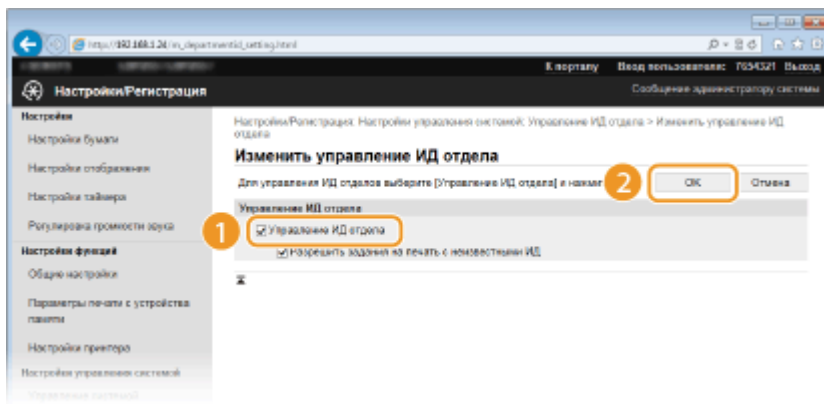 http://192.168.1.24/m_departmentid_setting.html
К порталу Вход пользователя: 7654321 Выход
Настройки/Регистрация
Сообщение администратору системы
Настройки
Настройки бумаги
Настройки отображения
Настройки таймера
Регулировка громкости звука
Настройки функций
Общие настройки
Параметры печати с устройства
памяти
Настройки принтера
Настройки управления системой
Управление системой
Настройки/Регистрация: Настройки управления системой: Управление ИД отдела > Изменить управление ИД
отдела
Изменить управление ИД отдела
Для управления ИД отделов выберите [Управление ИД отдела] и нажмит
2
OK
Отмена
Управление ИД отдела
1
Управление ИД отдела
Разрешить задания на печать с неизвестными ИД